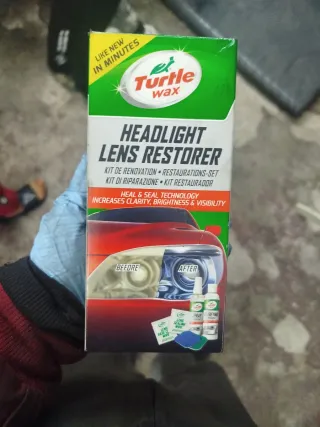 LIKE NEW
IN MINUTES
Turtle
WAX
HEADLIGHT
LENS RESTORER
KIT DE RENOVATION • RESTAURATIONS-SET
KIT DI RIPARAZIONE • KIT RESTAURADOR
HEAL & SEAL TECHNOLOGY
INCREASES CLARITY, BRIGHTNESS & VISIBILITY
BEFORE
AFTER